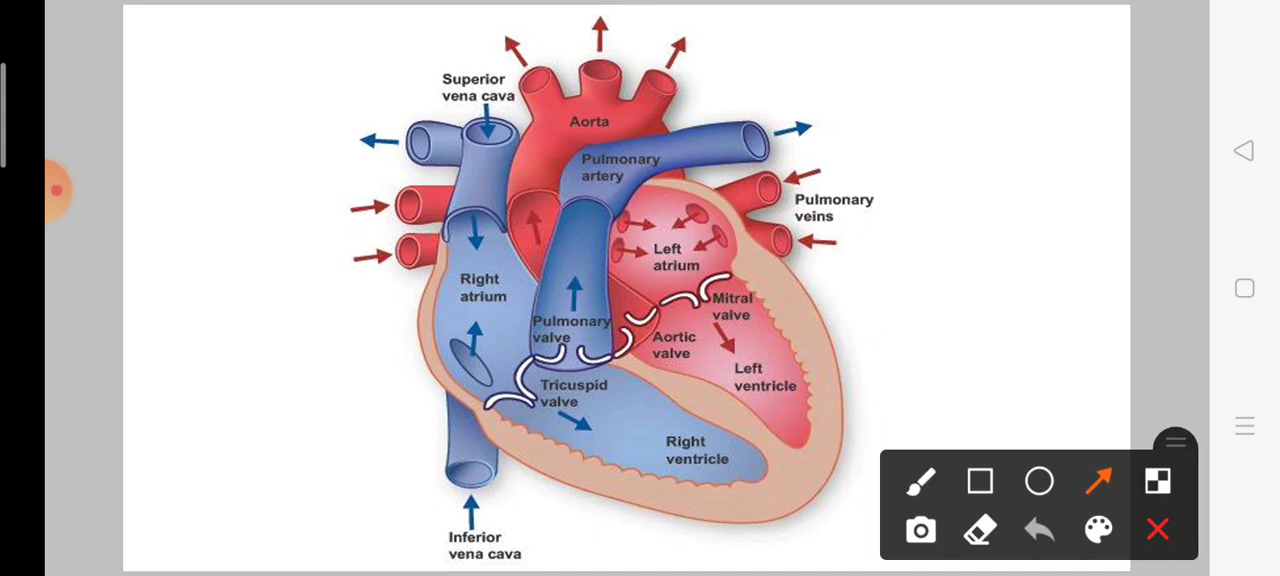 Superior
vena cava
Aorta
Pulmonary
artery
Pulmonary
veins
Left
atrium
Right
atrium
Mitral
valve
Pulmonary
valve
Aortic
valve
Left
ventricle
Tricuspid
valve
Right
ventricle
Inferior
vena cava